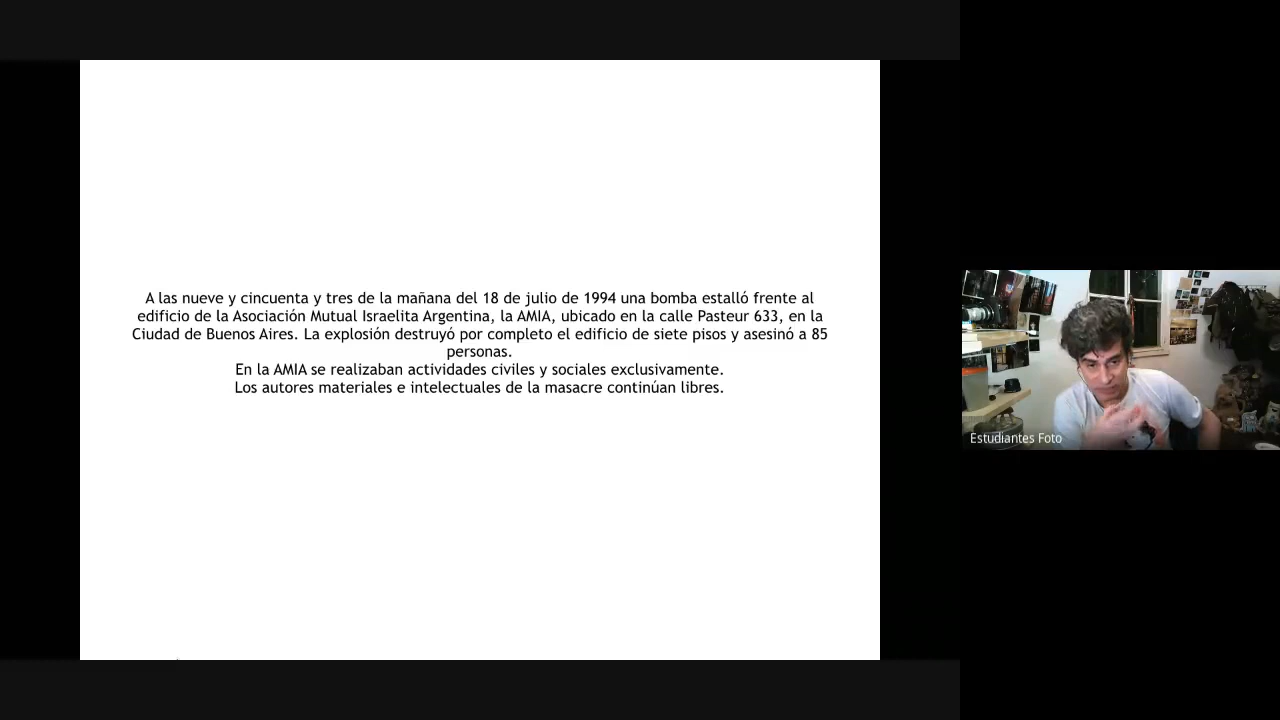 A las nueve y cincuenta y tres de la mañana del 18 de julio de 1994 una bomba estalló frente al
edificio de la Asociación Mutual Israelita Argentina, la AMIA, ubicado en la calle Pasteur 633, en la
Ciudad de Buenos Aires. La explosión destruyó por completo el edificio de siete pisos y asesinó a 85
personas.
En la AMIA se realizaban actividades civiles y sociales exclusivamente.
Los autores materiales e intelectuales de la masacre continúan libres.
Estudiantes Foto